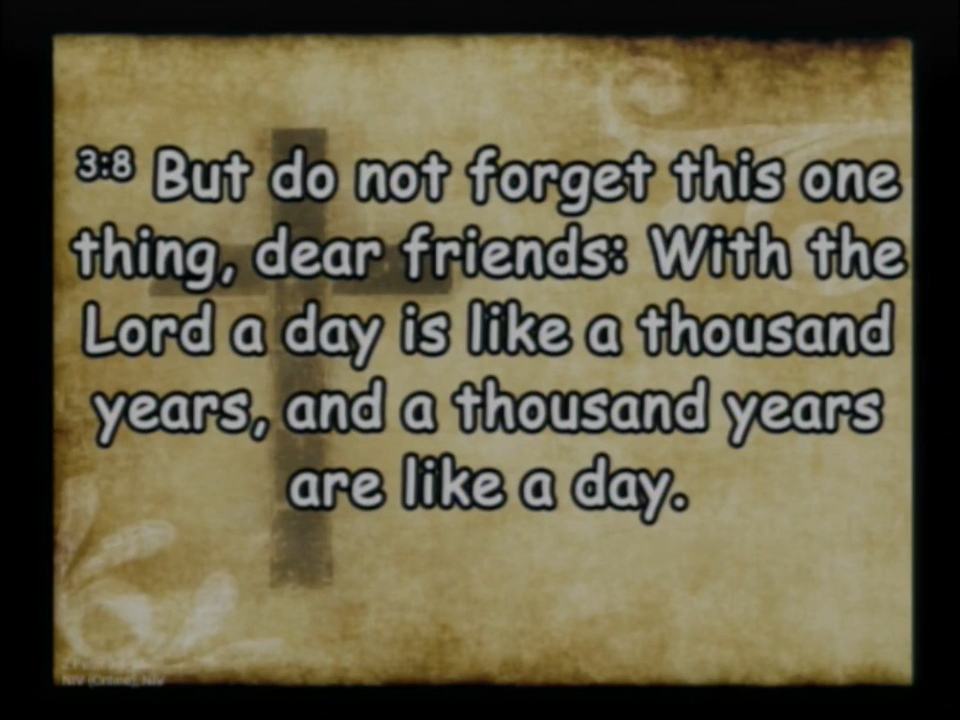 3:8 But do not forget this one
thing, dear friends: With the
Lord a day is like a thousand
years, and a thousand years
are like a day.
NIV